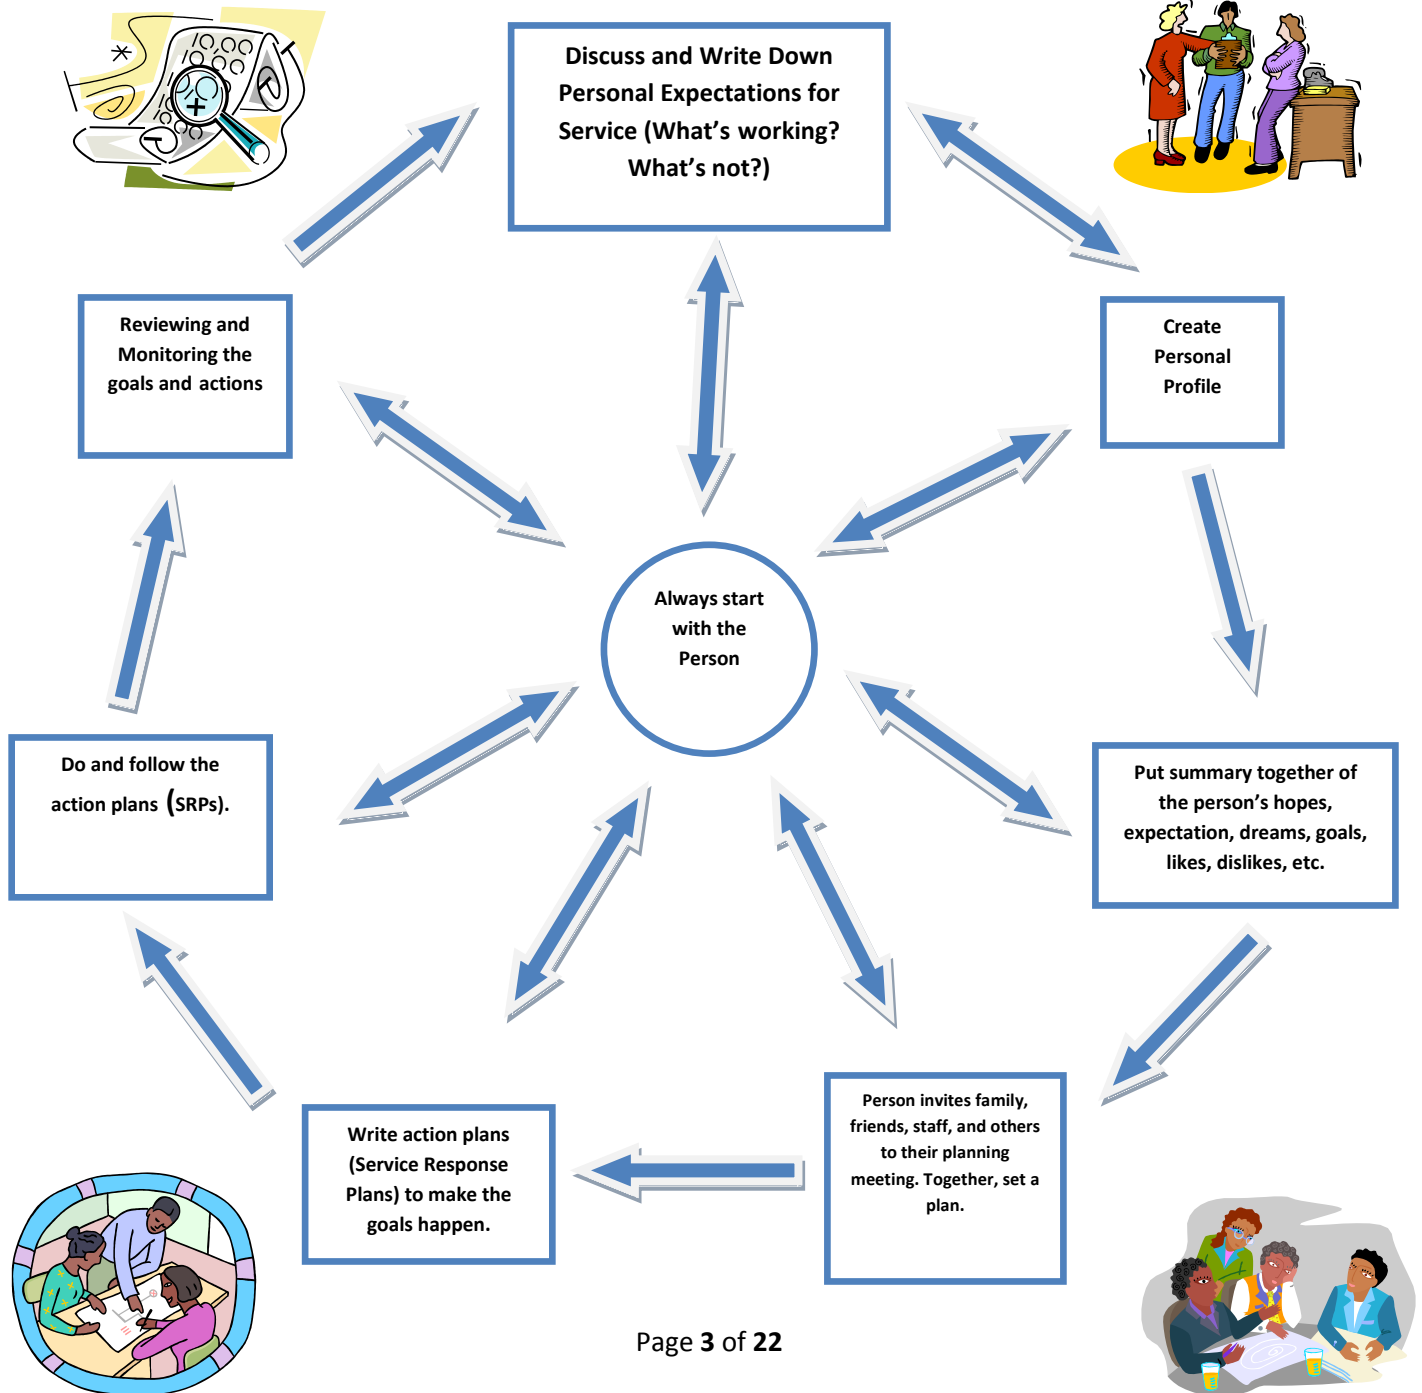 Discuss and Write Down
Personal Expectations for
Service (What's working?
What's not?)
Create
Personal
Profile
Put summary together of
the person's hopes,
expectation, dreams, goals,
likes, dislikes, etc.
Person invites family,
friends, staff, and others
to their planning
meeting. Together, set a
plan.
Write action plans
(Service Response
Plans) to make the
goals happen.
Do and follow the
action plans (SRPs).
Reviewing and
Monitoring the
goals and actions
Always start
with the
Person
Page 3 of 22